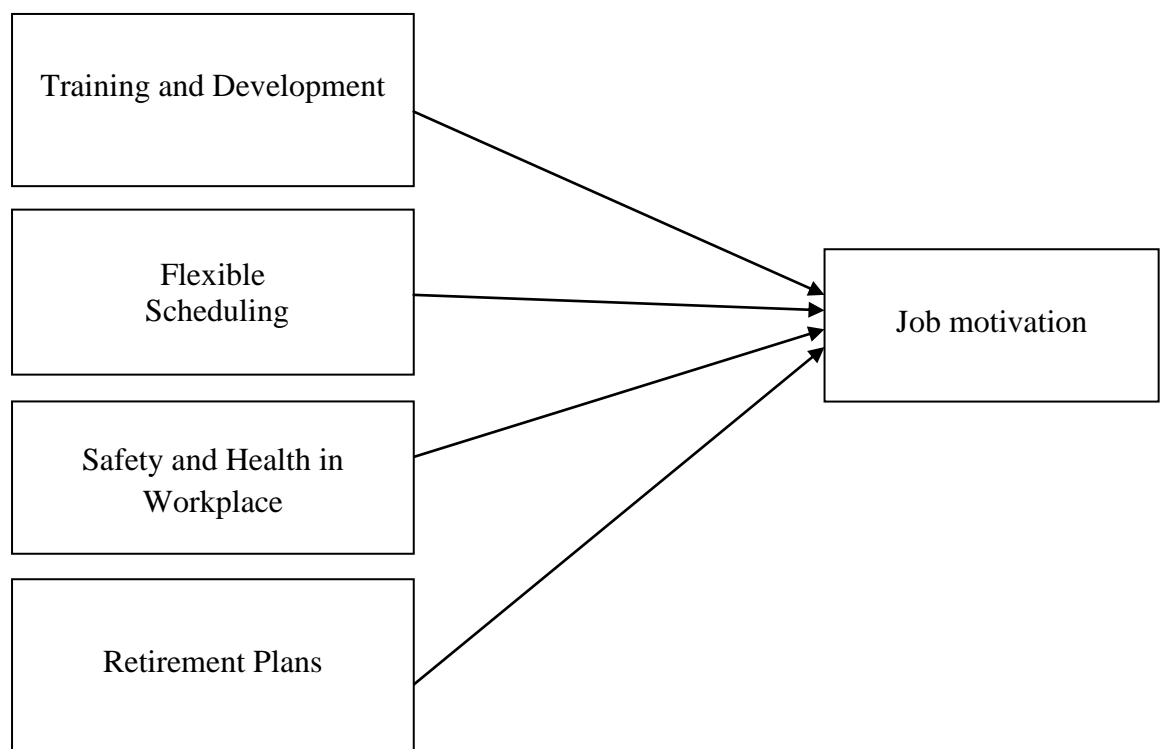 Training and Development
Flexible
Scheduling
Safety and Health in
Workplace
Retirement Plans
Job motivation